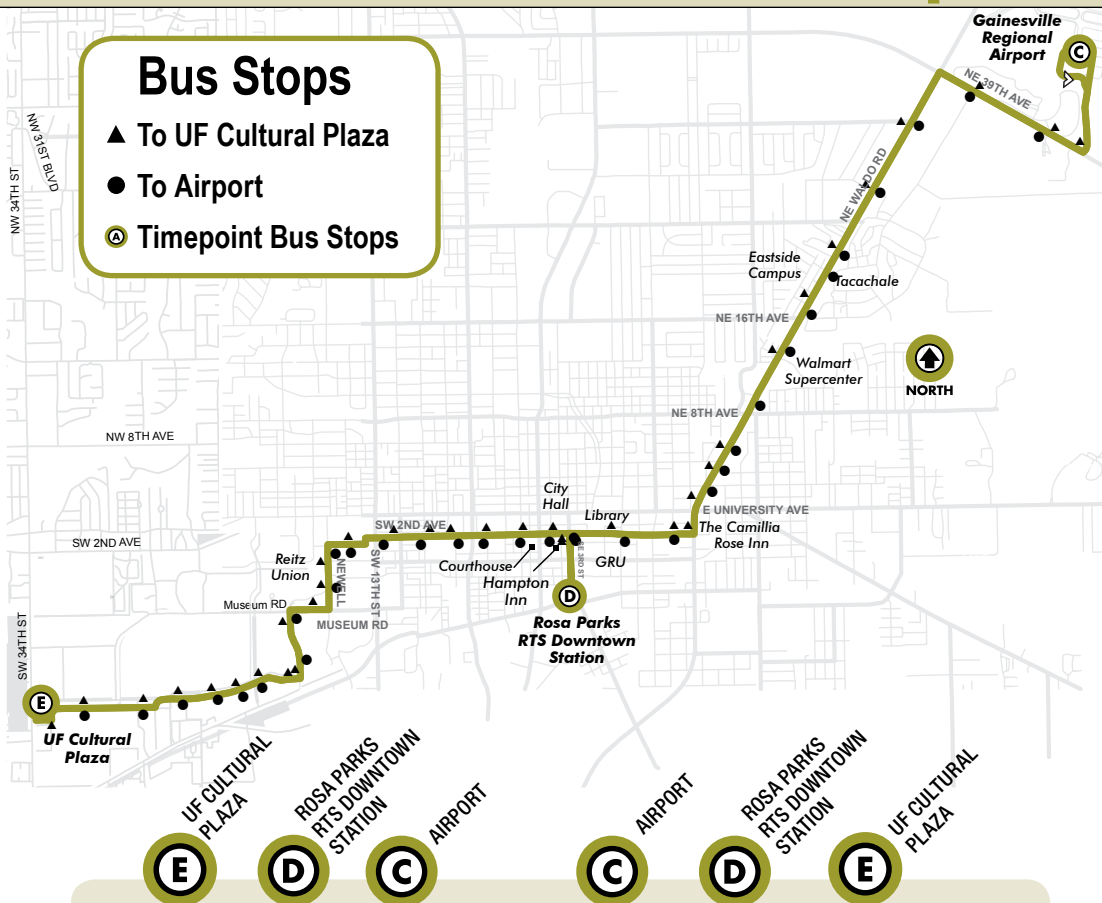 Gainesville
Regional
Airport
C
NE 39TH AVE
Bus Stops
To UF Cultural Plaza
To Airport
A Timepoint Bus Stops
NW 31ST BLVD
NW 34TH ST
NE WALDO RD
Eastside
Campus
Tacachale
NE 16TH AVE
Walmart
Supercenter
NORTH
NE 8TH AVE
NW 8TH AVE
City
Hall
Library
E UNIVERSITY AVE
The Camillia
Rose Inn
SW 2ND AVE
SW 2ND AVE
Reitz
Union
NEWELL
SW 13TH ST
Courthouse
Hampton
Inn
SE 3RD ST
GRU
D
Rosa Parks
RTS Downtown
Station
Museum RD
MUSEUM RD
SW 34TH ST
E
UF Cultural
Plaza
UF CULTURAL
PLAZA
E
ROSA PARKS
RTS DOWNTOWN
STATION
D
AIRPORT
C
AIRPORT
C
ROSA PARKS
RTS DOWNTOWN
STATION
D
UF CULTURAL
PLAZA
E